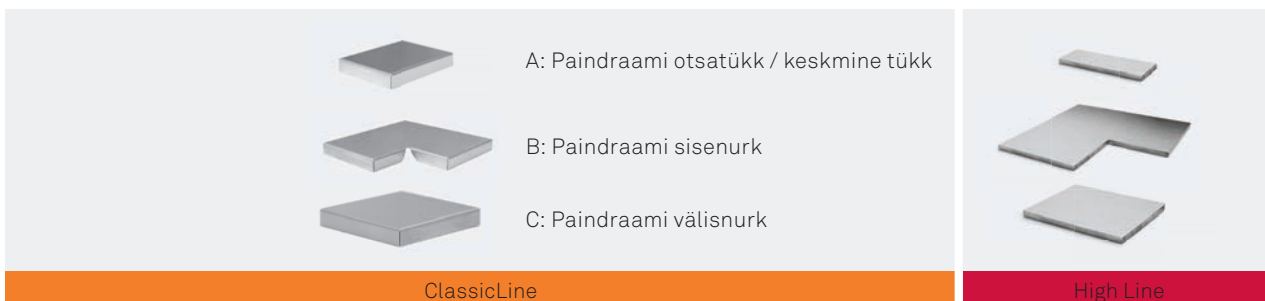 A: Paindraami otsatükk / keskmine tükk
B: Paindraami sisenurk
C: Paindraami välisnurk
ClassicLine
High Line